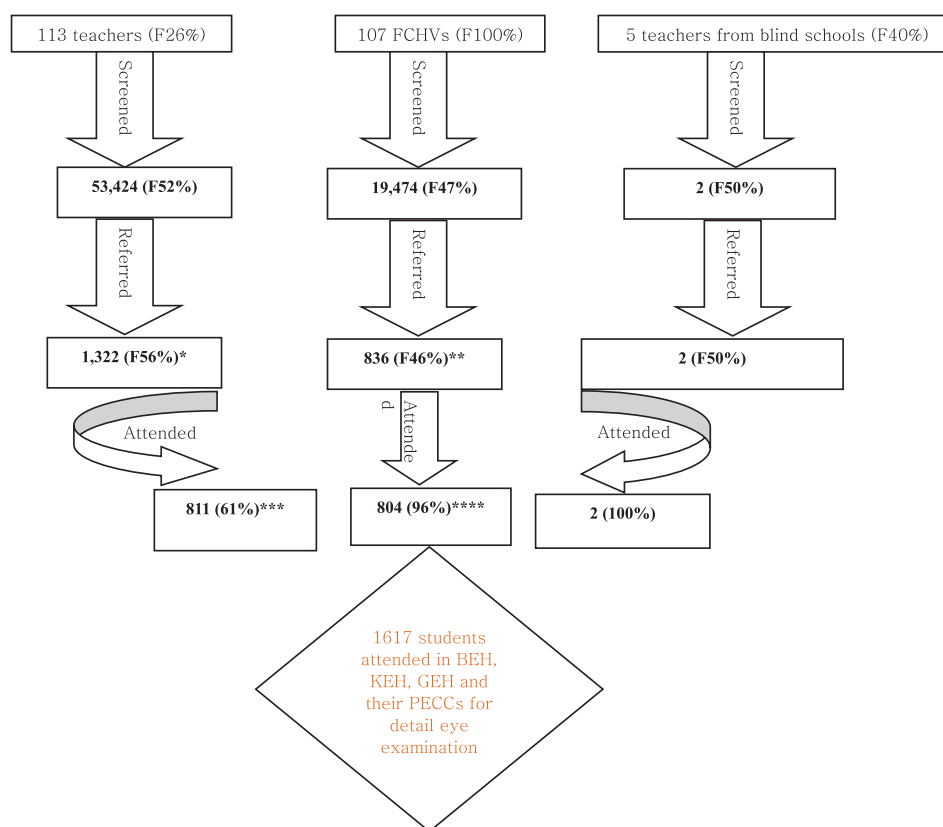 113 teachers (F26%)
107 FCHVs (F100%)
5 teachers from blind schools (F40%)
Screened
Screened
Screened
53,424 (F52%)
19,474 (F47%)
2 (F50%)
Referred
Referred
Referred
1,322 (F56%)*
836 (F46%)**
2 (F50%)
Attended
Attende
d
Attended
811 (61%)***
804 (96%)****
2 (100%)
1617 students
attended in BEH,
KEH, GEH and
their PECCs for
detail eye
examination